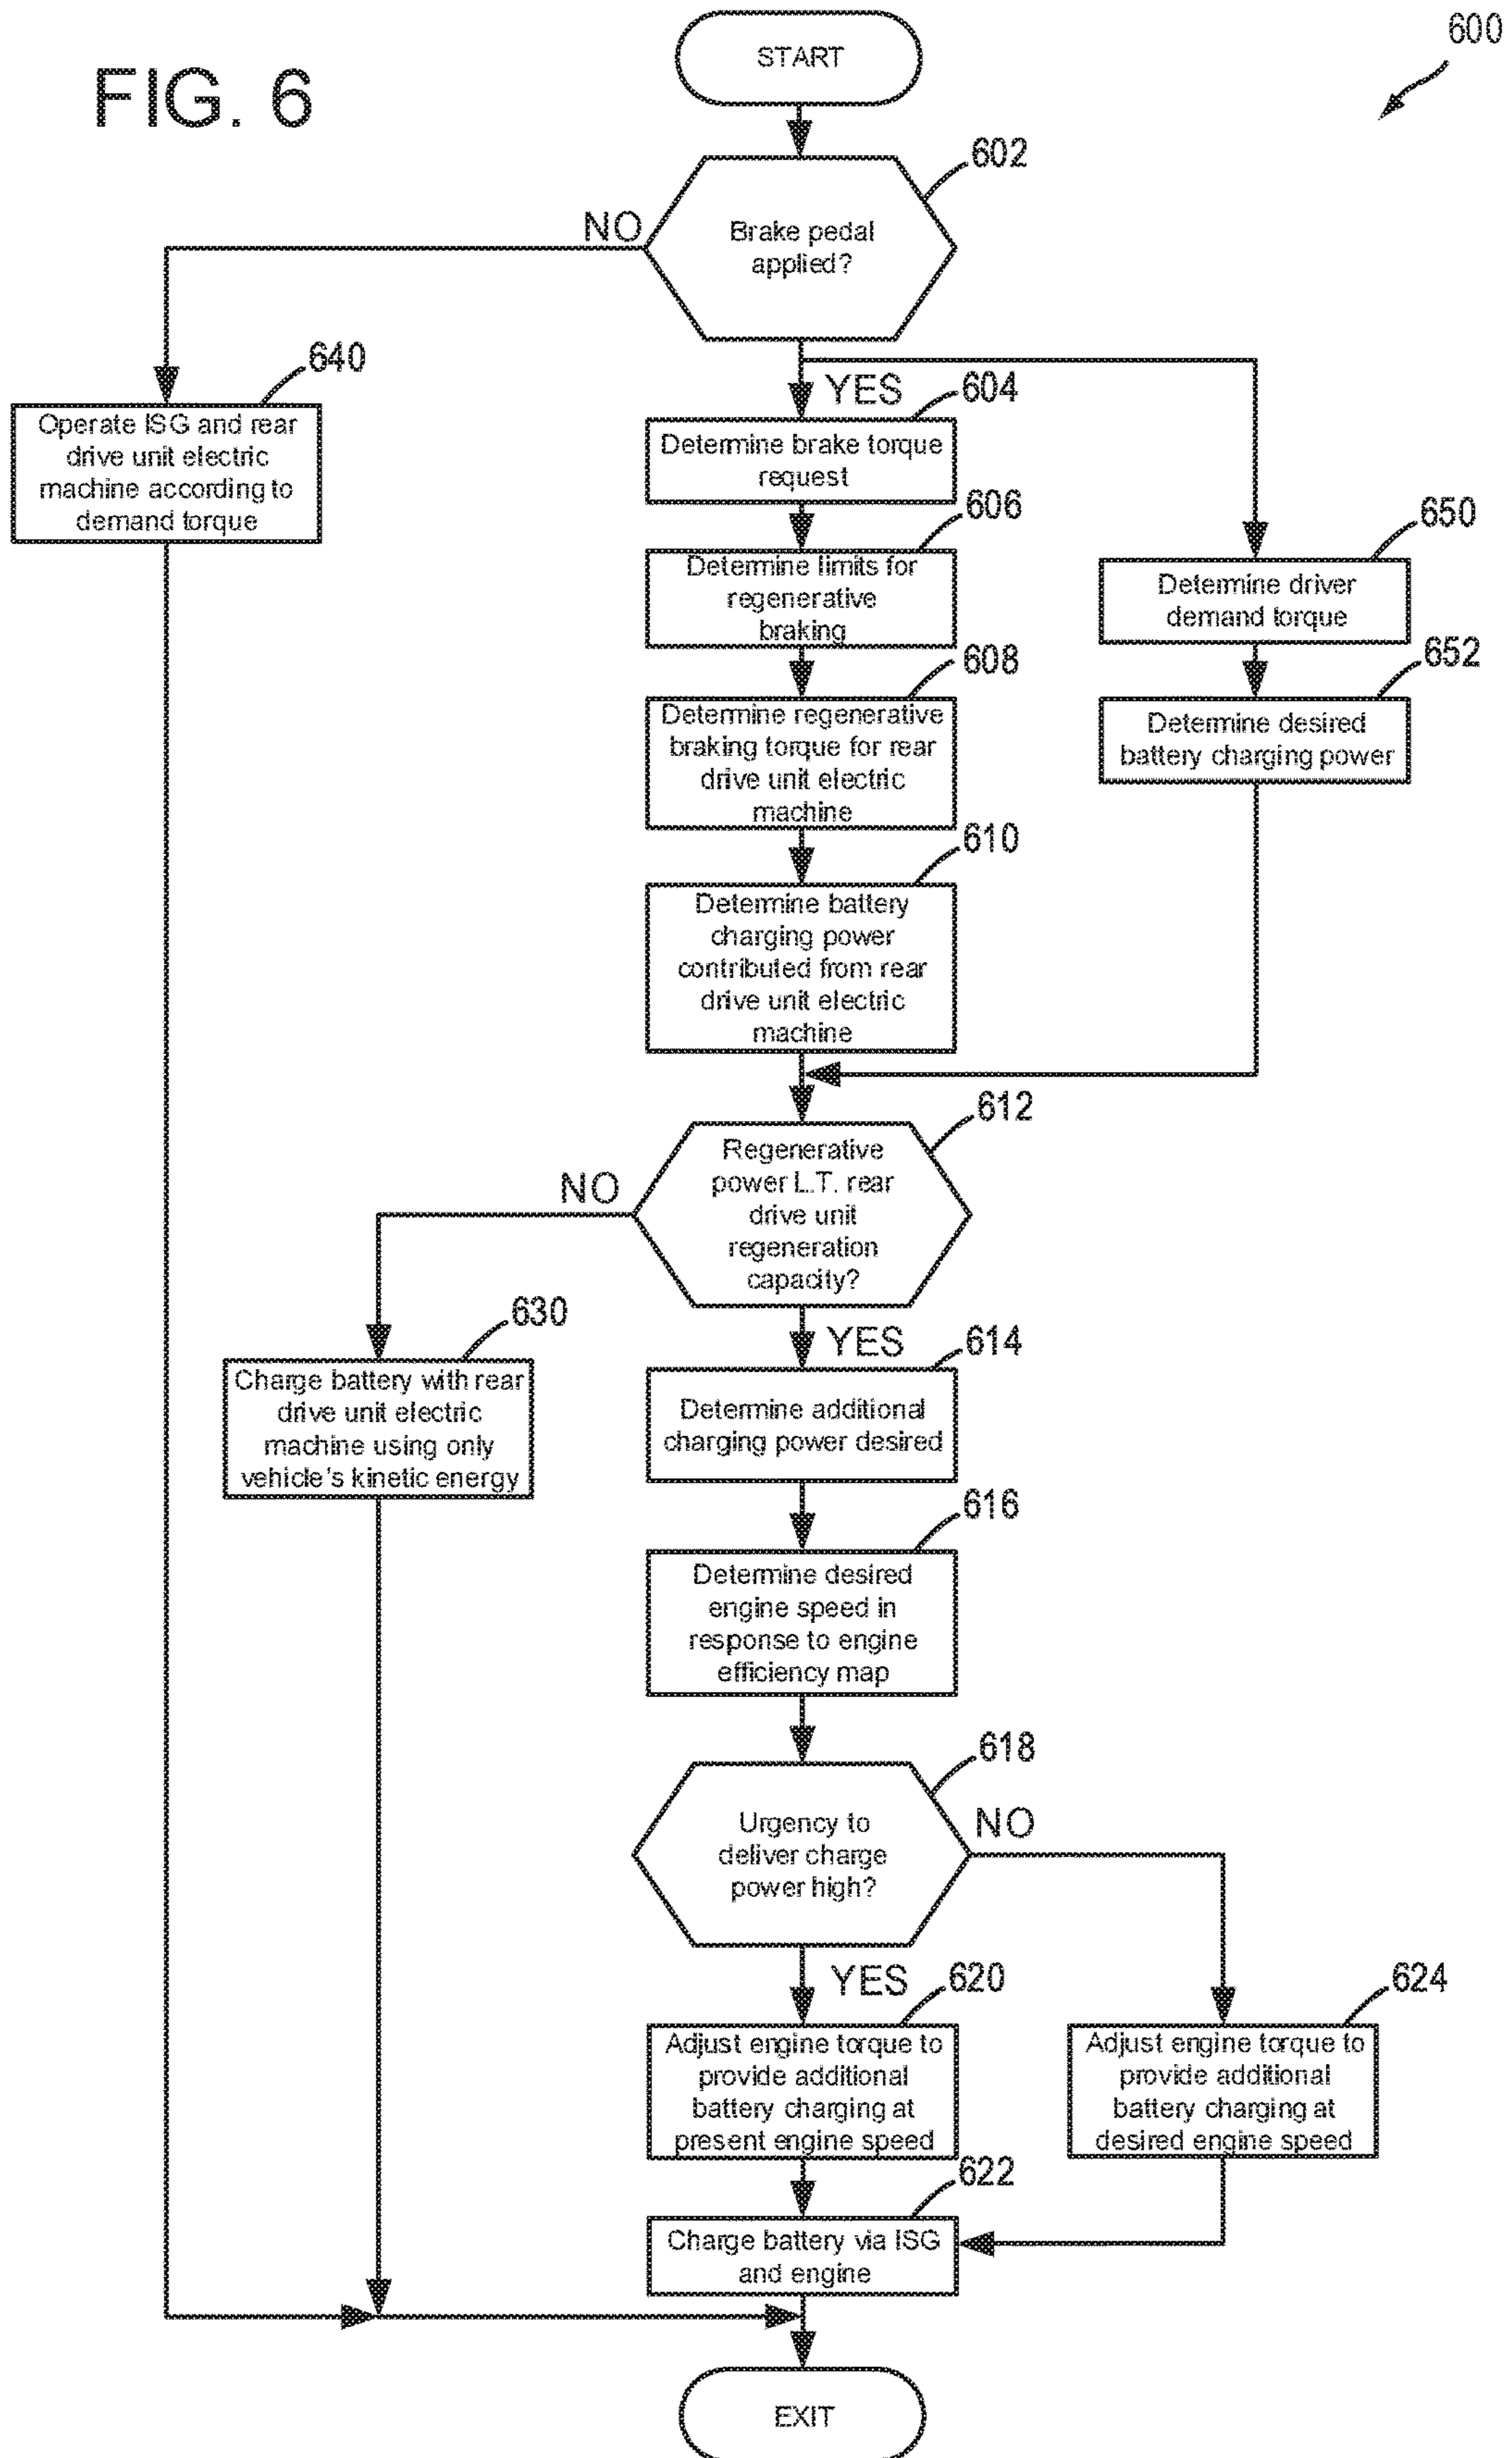 FIG. 6
600
START
602
Brake pedal
applied?
NO
YES
640
Operate ISG and rear
drive unit electric
machine according to
demand torque
604
Determine brake torque
request
606
Determine limits for
regenerative
braking
650
Determine driver
demand torque
608
Determine regenerative
braking torque for rear
drive unit electric
machine
652
Determine desired
battery charging power
610
Determine battery
charging power
contributed from rear
drive unit electric
machine
612
Regenerative
power L.T. rear
drive unit
regeneration
capacity?
NO
YES
630
Charge battery with rear
drive unit electric
machine using only
vehicle's kinetic energy
614
Determine additional
charging power desired
616
Determine desired
engine speed in
response to engine
efficiency map
618
Urgency to
deliver charge
power high?
NO
YES
620
Adjust engine torque to
provide additional
battery charging at
present engine speed
624
Adjust engine torque to
provide additional
battery charging at
desired engine speed
622
Charge battery via ISG
and engine
EXIT